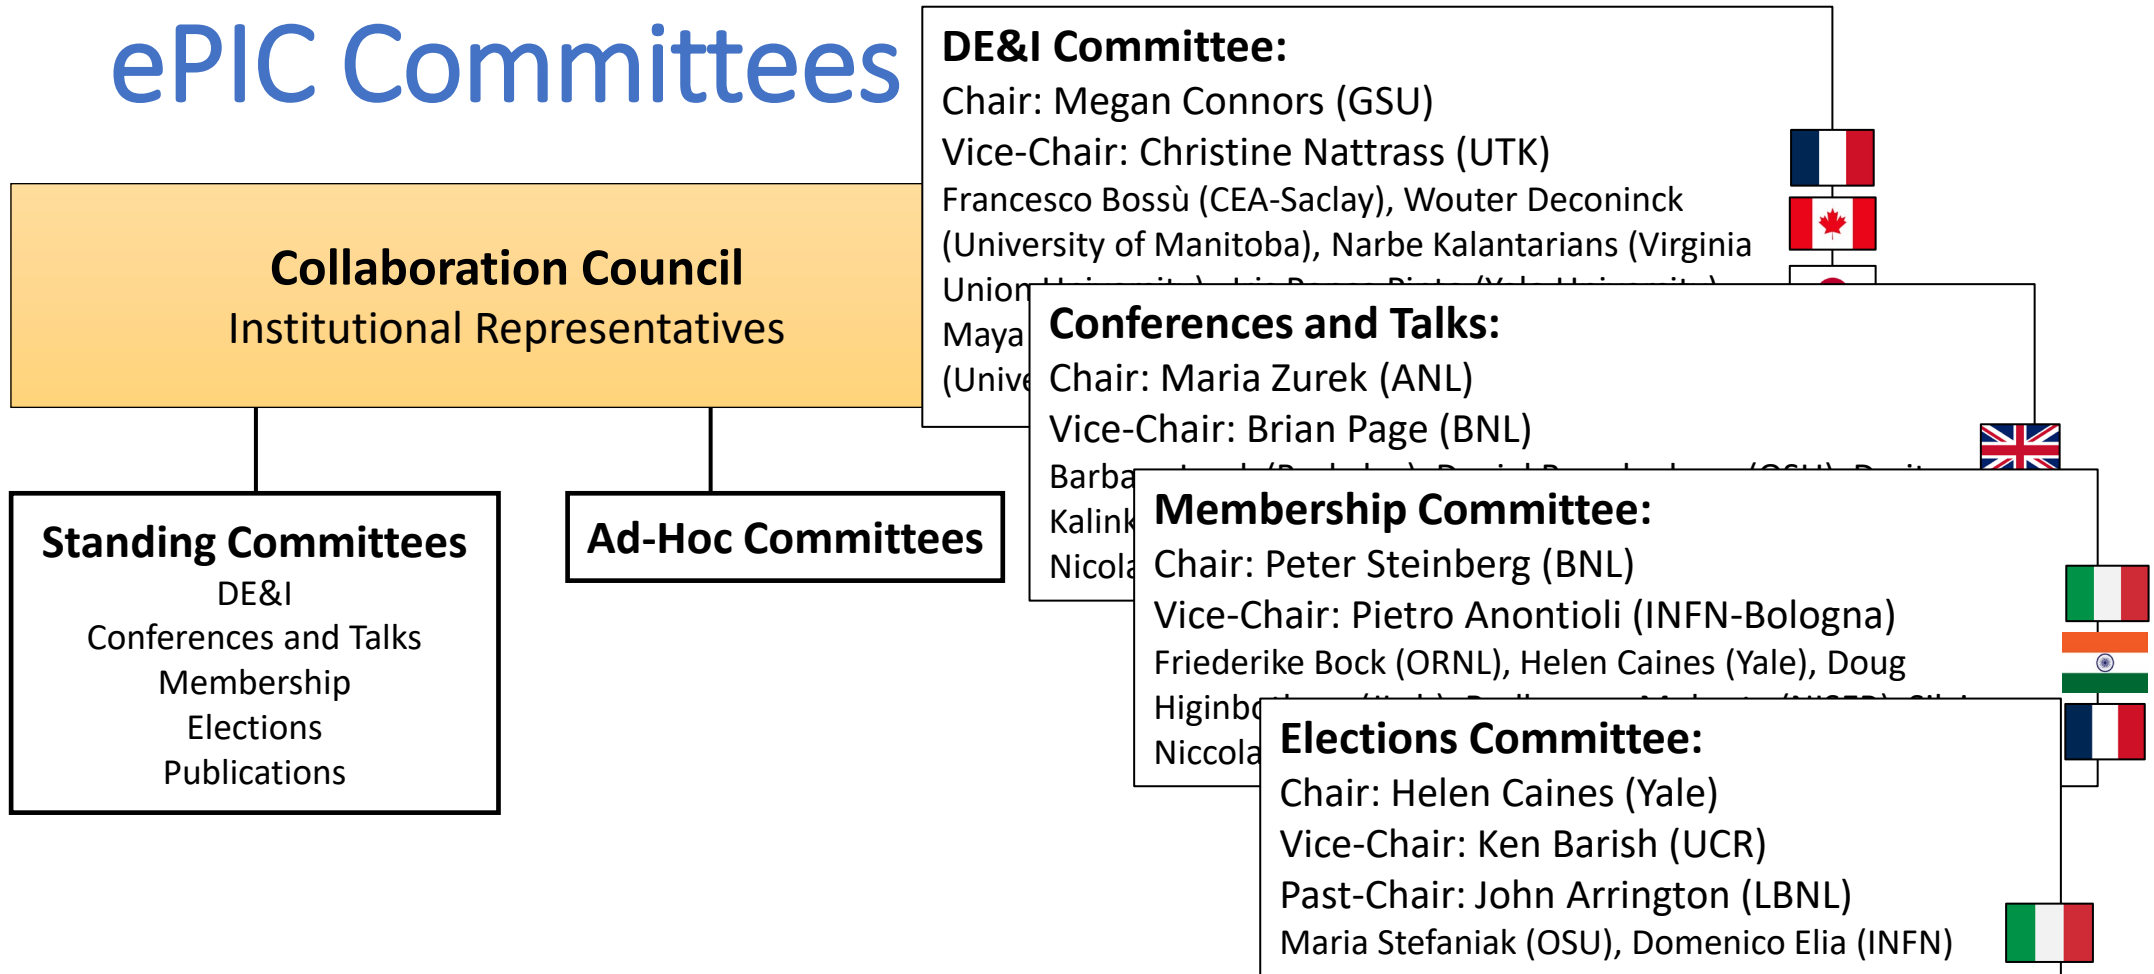 ePIC Committees
Collaboration Council
Institutional Representatives
Standing Committees
DE&I
Conferences and Talks
Membership
Elections
Publications
Ad-Hoc Committees
DE&I Committee:
Chair: Megan Connors (GSU)
Vice-Chair: Christine Nattrass (UTK)
Francesco Bossù (CEA-Saclay), Wouter Deconinck
(University of Manitoba), Narbe Kalantarians (Virginia
Union
Maya
Conferences and Talks:
Chair: Maria Zurek (ANL)
Vice-Chair: Brian Page (BNL)
Membership Committee:
Chair: Peter Steinberg (BNL)
Vice-Chair: Pietro Anontioli (INFN-Bologna)
Friederike Bock (ORNL), Helen Caines (Yale), Doug
Elections Committee:
Chair: Helen Caines (Yale)
Vice-Chair: Ken Barish (UCR)
Past-Chair: John Arrington (LBNL)
Maria Stefaniak (OSU), Domenico Elia (INFN)